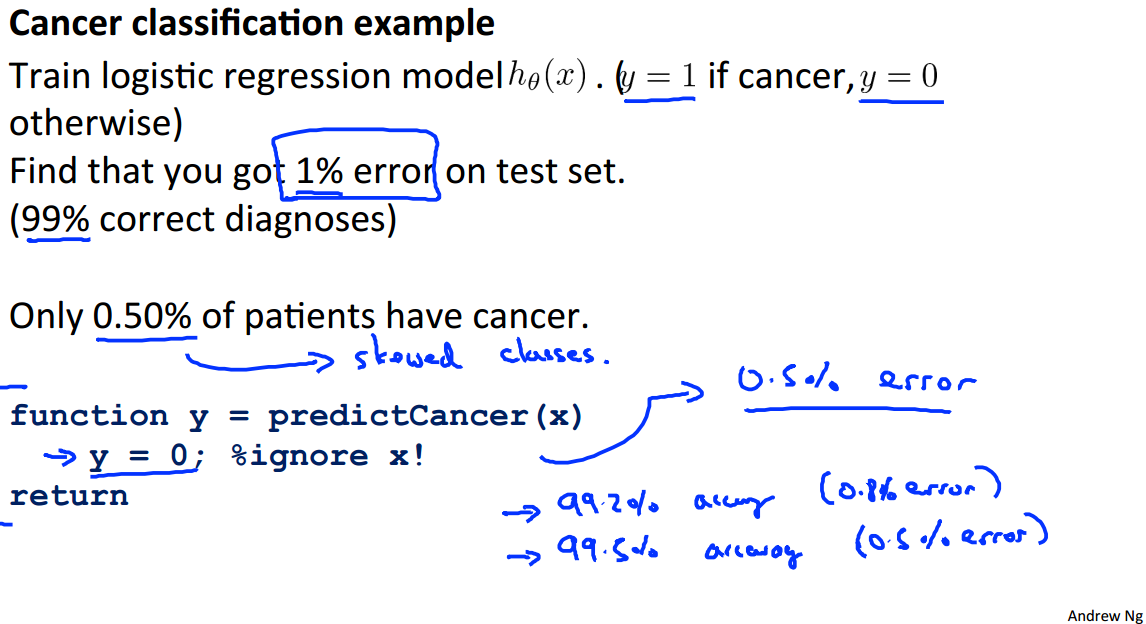 Cancer classification example
Train logistic regression model hθ(x) . (y = 1 if cancer, y = 0
otherwise)
Find that you got 1% error on test set.
(99% correct diagnoses)
Only 0.50% of patients have cancer.
skewed classes.
0.5% error
function y = predictCancer(x)
→ y = 0; %ignore x!
return
→ 99.2% accuracy (0.8% error)
→ 99.5% accuracy (0.5% error)
Andrew Ng